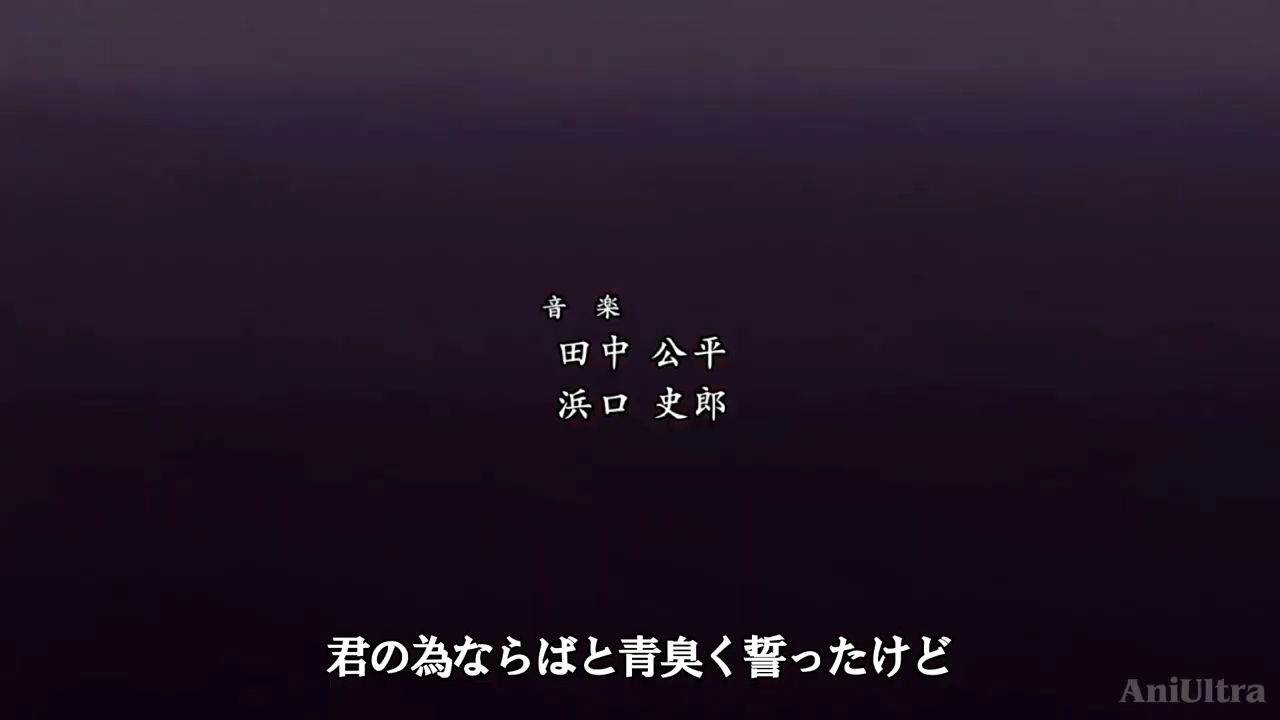 音 楽
田中 公平
浜口 史郎
君の為ならばと青臭く誓ったけど
AniUltra